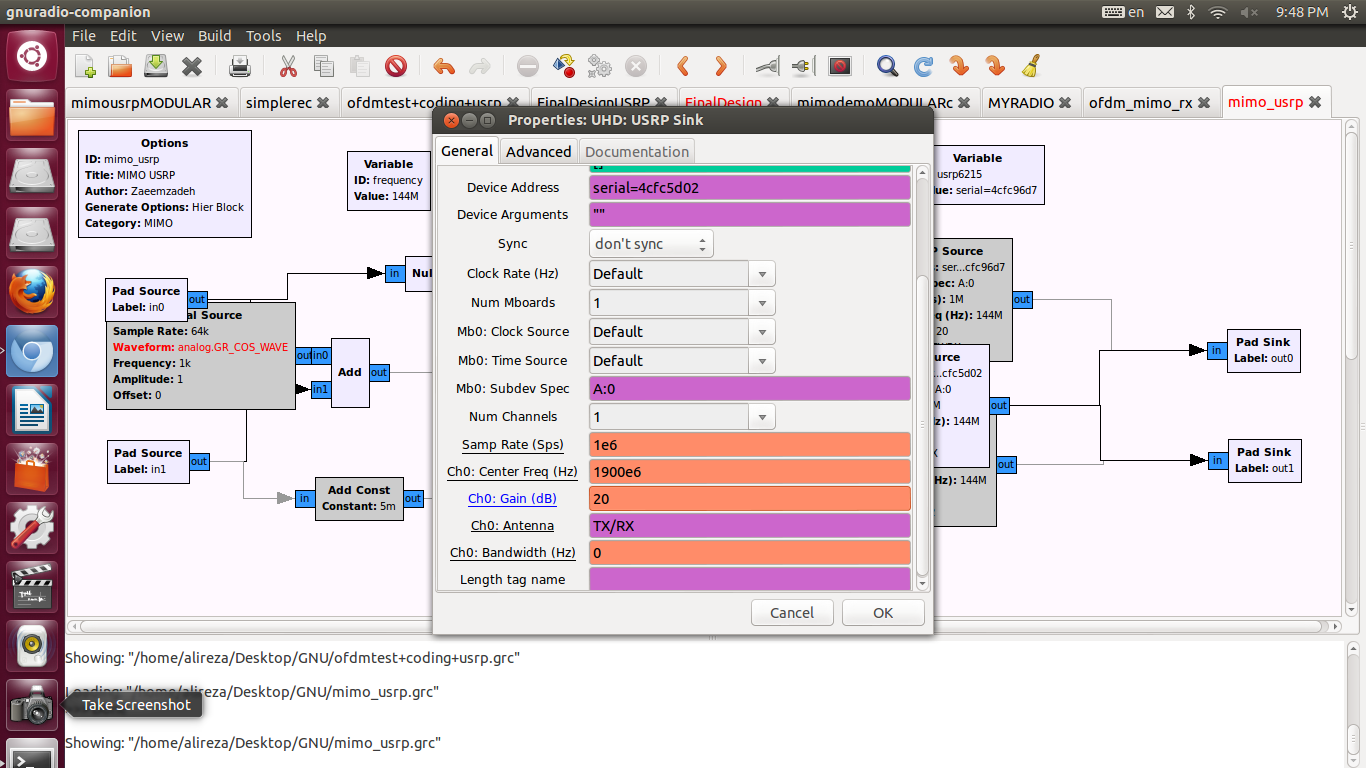 gnuradio-companion
en
9:48 PM
File Edit View Build Tools Help
mimousrpMODULAR
simplerec
ofdmtest+coding+usrp
FinalDesignUSRP
FinalDesign
mimodemoMODULARc
MYRADIO
ofdm_mimo_rx
mimo_usrp
Options
ID: mimo_usrp
Title: MIMO USRP
Author: Zaeemzadeh
Generate Options: Hier Block
Category: MIMO
Variable
ID: frequency
Value: 144M
Pad Source
Label: in0
out
al Source
Sample Rate: 64k
Waveform: analog.GR_COS_WAVE
Frequency: 1k
Amplitude: 1
Offset: 0
out
in0
in1
Add
out
in
Nul
Pad Source
Label: in1
out
in
Add Const
Constant: 5m
out
Properties: UHD: USRP Sink
General
Advanced
Documentation
Device Address
serial=4cfc5d02
Device Arguments
""
Sync
don't sync
Clock Rate (Hz)
Default
Num Mboards
1
Mb0: Clock Source
Default
Mb0: Time Source
Default
Mb0: Subdev Spec
A:0
Num Channels
1
Samp Rate (Sps)
1e6
Ch0: Center Freq (Hz)
1900e6
Ch0: Gain (dB)
20
Ch0: Antenna
TX/RX
Ch0: Bandwidth (Hz)
0
Length tag name
Cancel
OK
Variable
usrp6215
ue: serial=4cfc96d7
P Source
s: ser...cfc96d7
pec: A:0
s): 1M
q (Hz): 144M
20
out
urce
...cfc5d02
A:0
M
z): 144M
out
out
Hz): 144M
in
Pad Sink
Label: out0
in
Pad Sink
Label: out1
Showing: "/home/alireza/Desktop/GNU/ofdmtest+coding+usrp.grc"
Loading: "/home/alireza/Desktop/GNU/mimo_usrp.grc"
Take Screenshot
Showing: "/home/alireza/Desktop/GNU/mimo_usrp.grc"